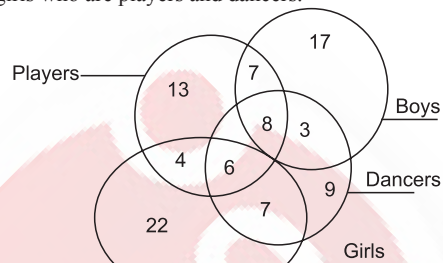 girls who are players and dancers.
17
7
Players
13
Boys
8
3
4
6
Dancers
9
7
22
Girls